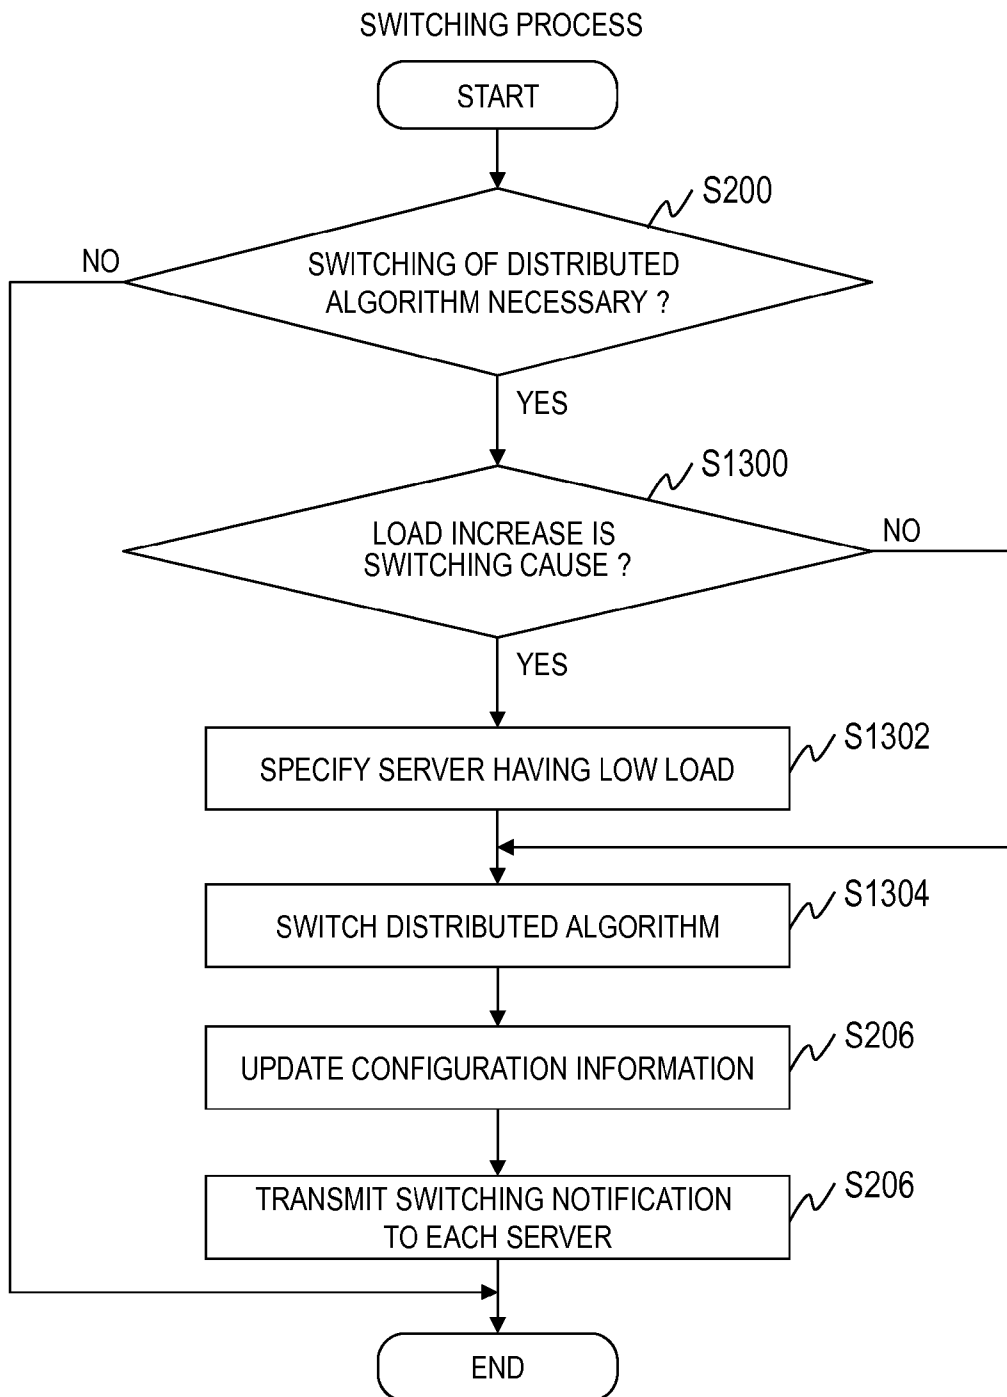 SWITCHING PROCESS
START
S200
NO
SWITCHING OF DISTRIBUTED
ALGORITHM NECESSARY ?
YES
S1300
LOAD INCREASE IS
SWITCHING CAUSE ?
NO
YES
S1302
SPECIFY SERVER HAVING LOW LOAD
S1304
SWITCH DISTRIBUTED ALGORITHM
S206
UPDATE CONFIGURATION INFORMATION
S206
TRANSMIT SWITCHING NOTIFICATION
TO EACH SERVER
END